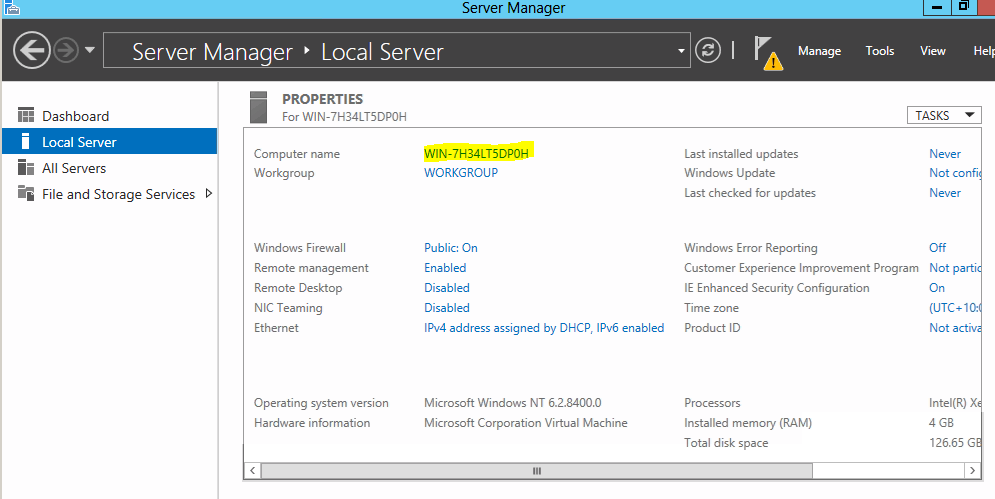 Server Manager
Server Manager ‣ Local Server
Manage Tools View Help
Dashboard
Local Server
All Servers
File and Storage Services
PROPERTIES
For WIN-7H34LT5DP0H
TASKS
Computer name WIN-7H34LT5DP0H
Workgroup WORKGROUP
Last installed updates Never
Windows Update Not config
Last checked for updates Never
Windows Firewall Public: On
Remote management Enabled
Remote Desktop Disabled
NIC Teaming Disabled
Ethernet IPv4 address assigned by DHCP, IPv6 enabled
Windows Error Reporting Off
Customer Experience Improvement Program Not partic
IE Enhanced Security Configuration On
Time zone (UTC+10:0
Product ID Not activa
Operating system version Microsoft Windows NT 6.2.8400.0
Hardware information Microsoft Corporation Virtual Machine
Processors Intel(R) Xe
Installed memory (RAM) 4 GB
Total disk space 126.65 GB